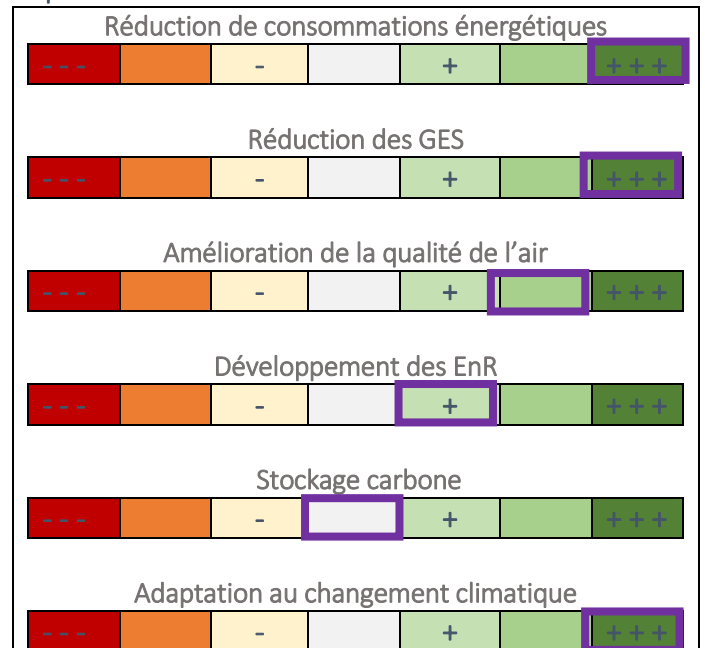 Réduction de consommations énergétiques
- - - - + + + +
Réduction des GES
- - - - + + + +
Amélioration de la qualité de l'air
- - - - + + + +
Développement des EnR
- - - - + + + +
Stockage carbone
- - - - + + + +
Adaptation au changement climatique
- - - - + + + +